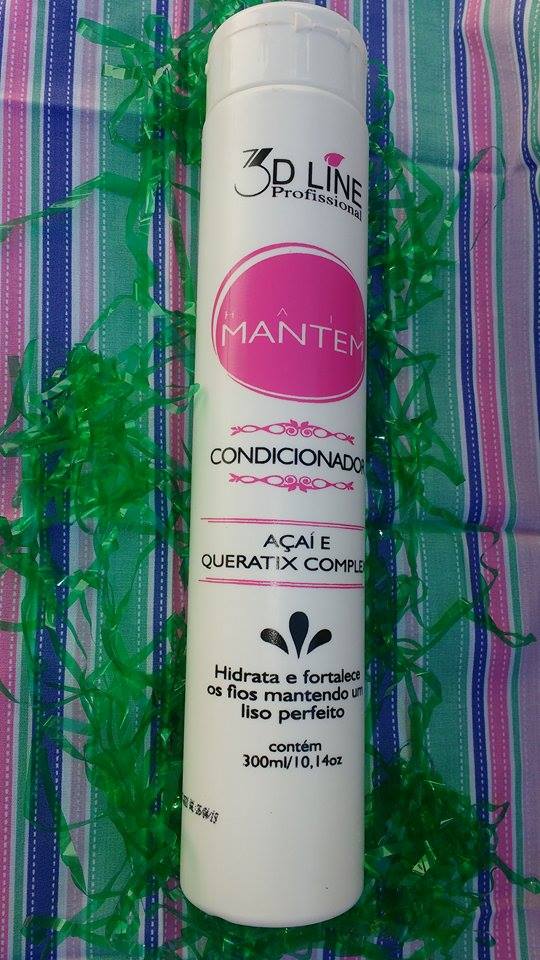 3D LINE
Profissional
HAIR
MANTEM
CONDICIONADOR
AÇAÍ E
QUERATIX COMPLE
Hidrata e fortalece
os fios mantendo um
liso perfeito
contém
300ml/10,14oz